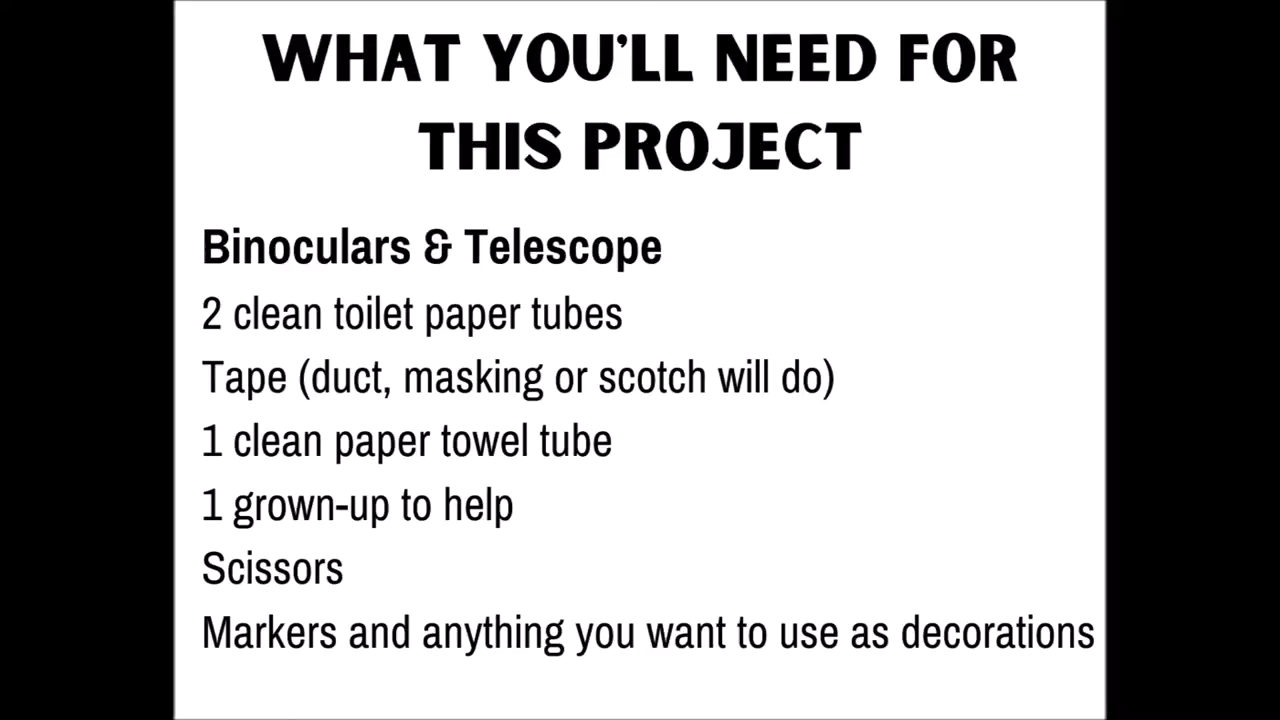 WHAT YOU'LL NEED FOR
THIS PROJECT
Binoculars & Telescope
2 clean toilet paper tubes
Tape (duct, masking or scotch will do)
1 clean paper towel tube
1 grown-up to help
Scissors
Markers and anything you want to use as decorations